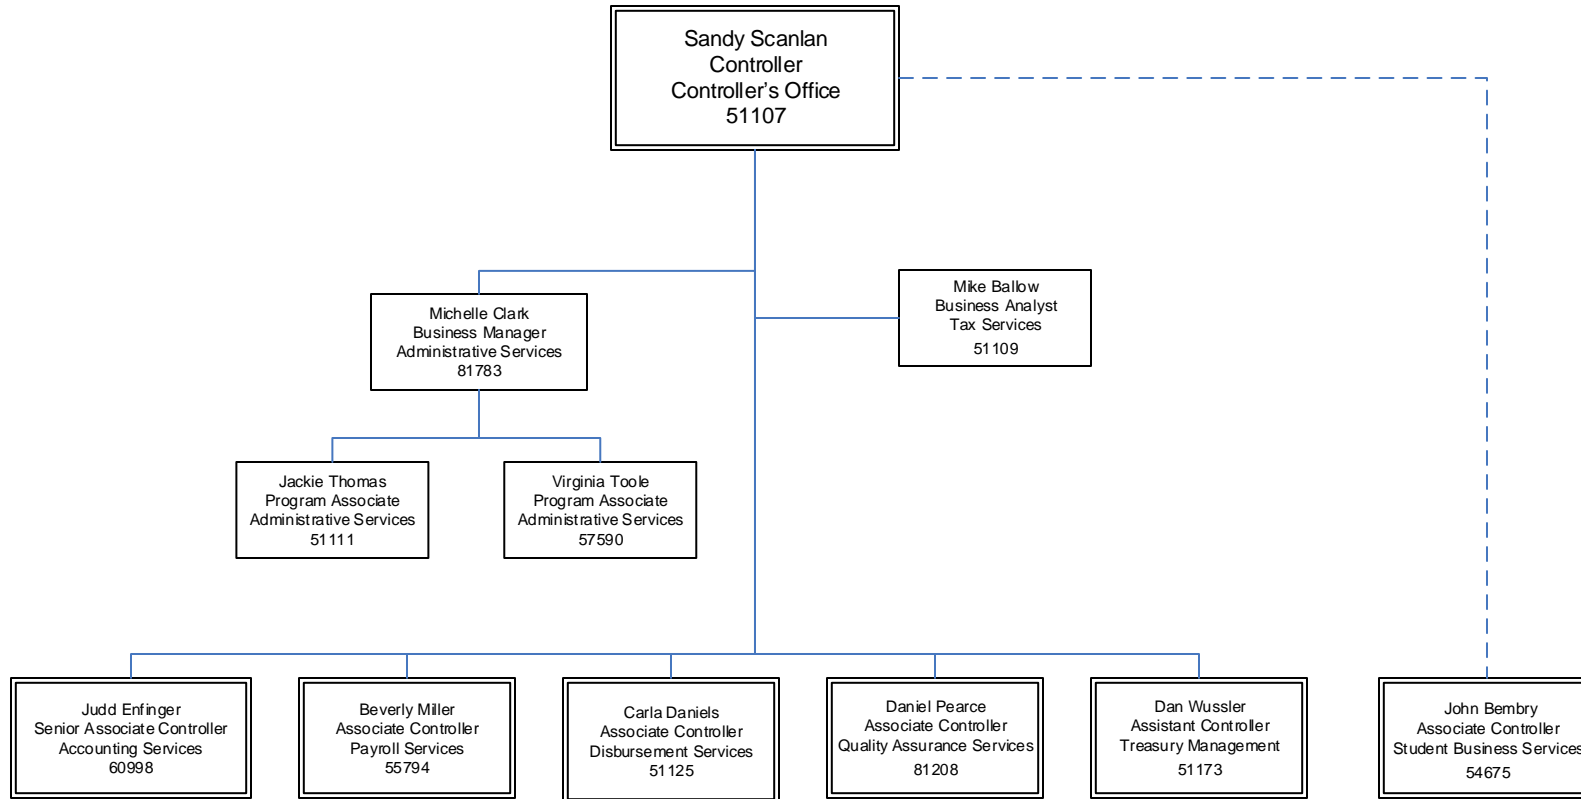 Sandy Scanlan
Controller
Controller's Office
51107
Michelle Clark
Business Manager
Administrative Services
81783
Mike Ballow
Business Analyst
Tax Services
51109
Jackie Thomas
Program Associate
Administrative Services
51111
Virginia Toole
Program Associate
Administrative Services
57590
Judd Enfinger
Senior Associate Controller
Accounting Services
60998
Beverly Miller
Associate Controller
Payroll Services
55794
Carla Daniels
Associate Controller
Disbursement Services
51125
Daniel Pearce
Associate Controller
Quality Assurance Services
81208
Dan Wussler
Assistant Controller
Treasury Management
51173
John Bembry
Associate Controller
Student Business Services
54675